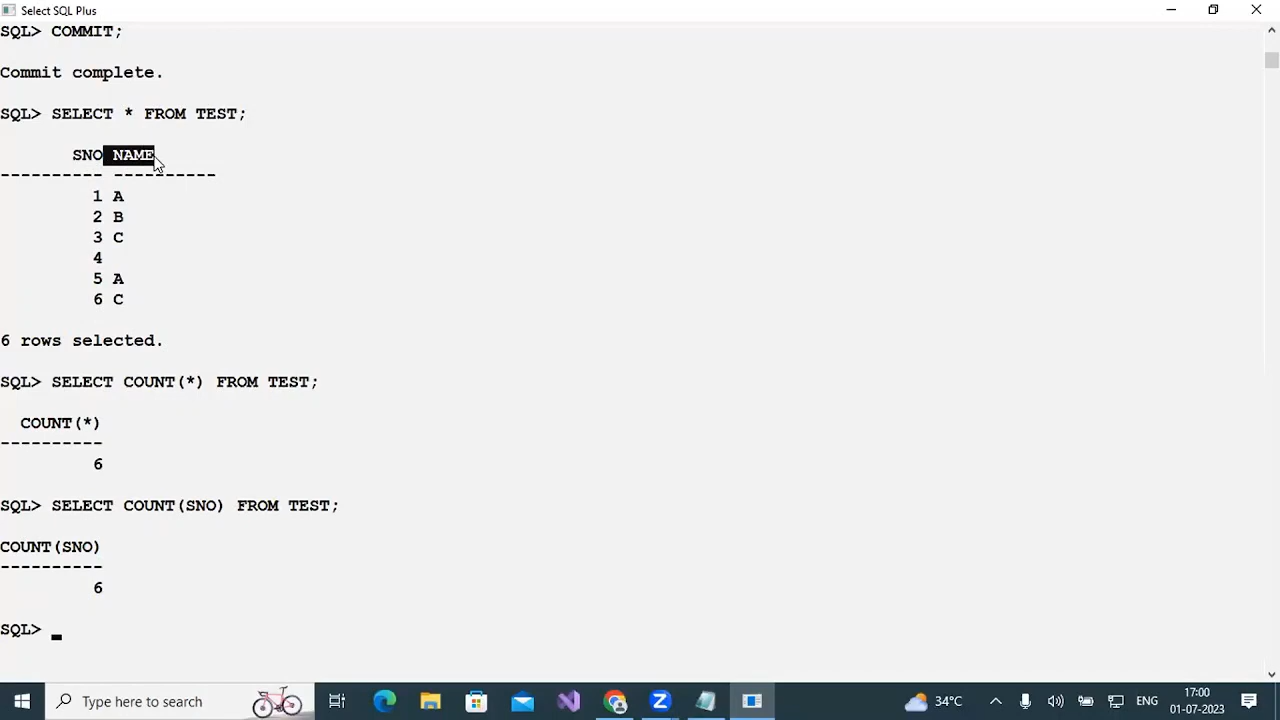 Select SQL Plus
SQL> COMMIT;
Commit complete.
SQL> SELECT * FROM TEST;
SNO NAME
---------- ----------
1 A
2 B
3 C
4
5 A
6 C
6 rows selected.
SQL> SELECT COUNT(*) FROM TEST;
COUNT(*)
----------
6
SQL> SELECT COUNT(SNO) FROM TEST;
COUNT(SNO)
----------
6
SQL>
Type here to search
34°C
ENG
17:00
01-07-2023